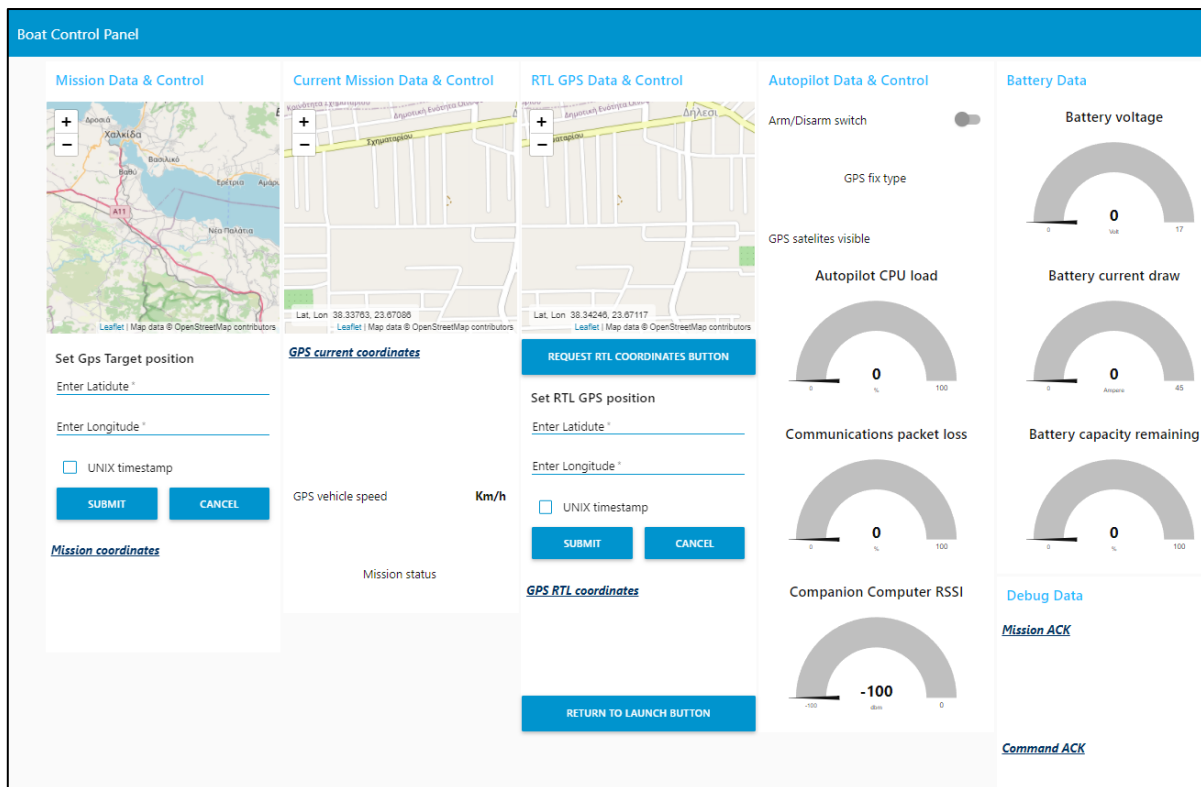 Boat Control Panel
Mission Data & Control
+
−
Δροσιά
Χαλκίδα
Βασιλικό
Βαθύ
Ερέτρια
A11
Νέα Παλάτια
Leaflet | Map data © OpenStreetMap contributors
Set Gps Target position
Enter Latidute *
Enter Longitude *
UNIX timestamp
SUBMIT
CANCEL
Mission coordinates
Current Mission Data & Control
+
−
Δημοτική Ενότητα
Σχηματαρίου
Lat, Lon 38.33763, 23.67086
Leaflet | Map data © OpenStreetMap contributors
GPS current coordinates
GPS vehicle speed
Km/h
Mission status
RTL GPS Data & Control
+
−
Δήλεσι
Lat, Lon 38.34246, 23.67117
Leaflet | Map data © OpenStreetMap contributors
REQUEST RTL COORDINATES BUTTON
Set RTL GPS position
Enter Latidute *
Enter Longitude *
UNIX timestamp
SUBMIT
CANCEL
GPS RTL coordinates
RETURN TO LAUNCH BUTTON
Autopilot Data & Control
Arm/Disarm switch
GPS fix type
GPS satelites visible
Autopilot CPU load
0
0 % 100
Communications packet loss
0
0 % 100
Companion Computer RSSI
-100
-100 dbm 0
Battery Data
Battery voltage
0
0 Volt 17
Battery current draw
0
0 Ampere 45
Battery capacity remaining
0
0 % 100
Debug Data
Mission ACK
Command ACK